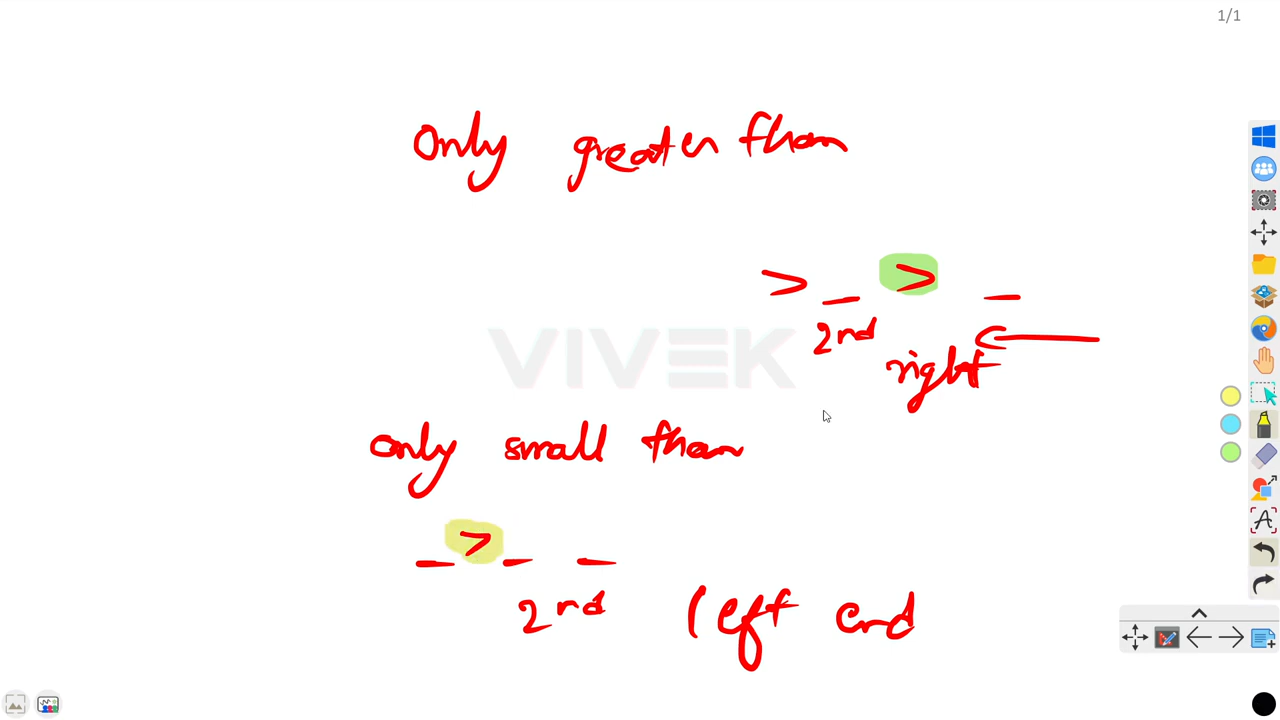 1/1
Only greater than
> _ > _
2nd
right
VIVEK
only small than
_ > _ _
2nd left end